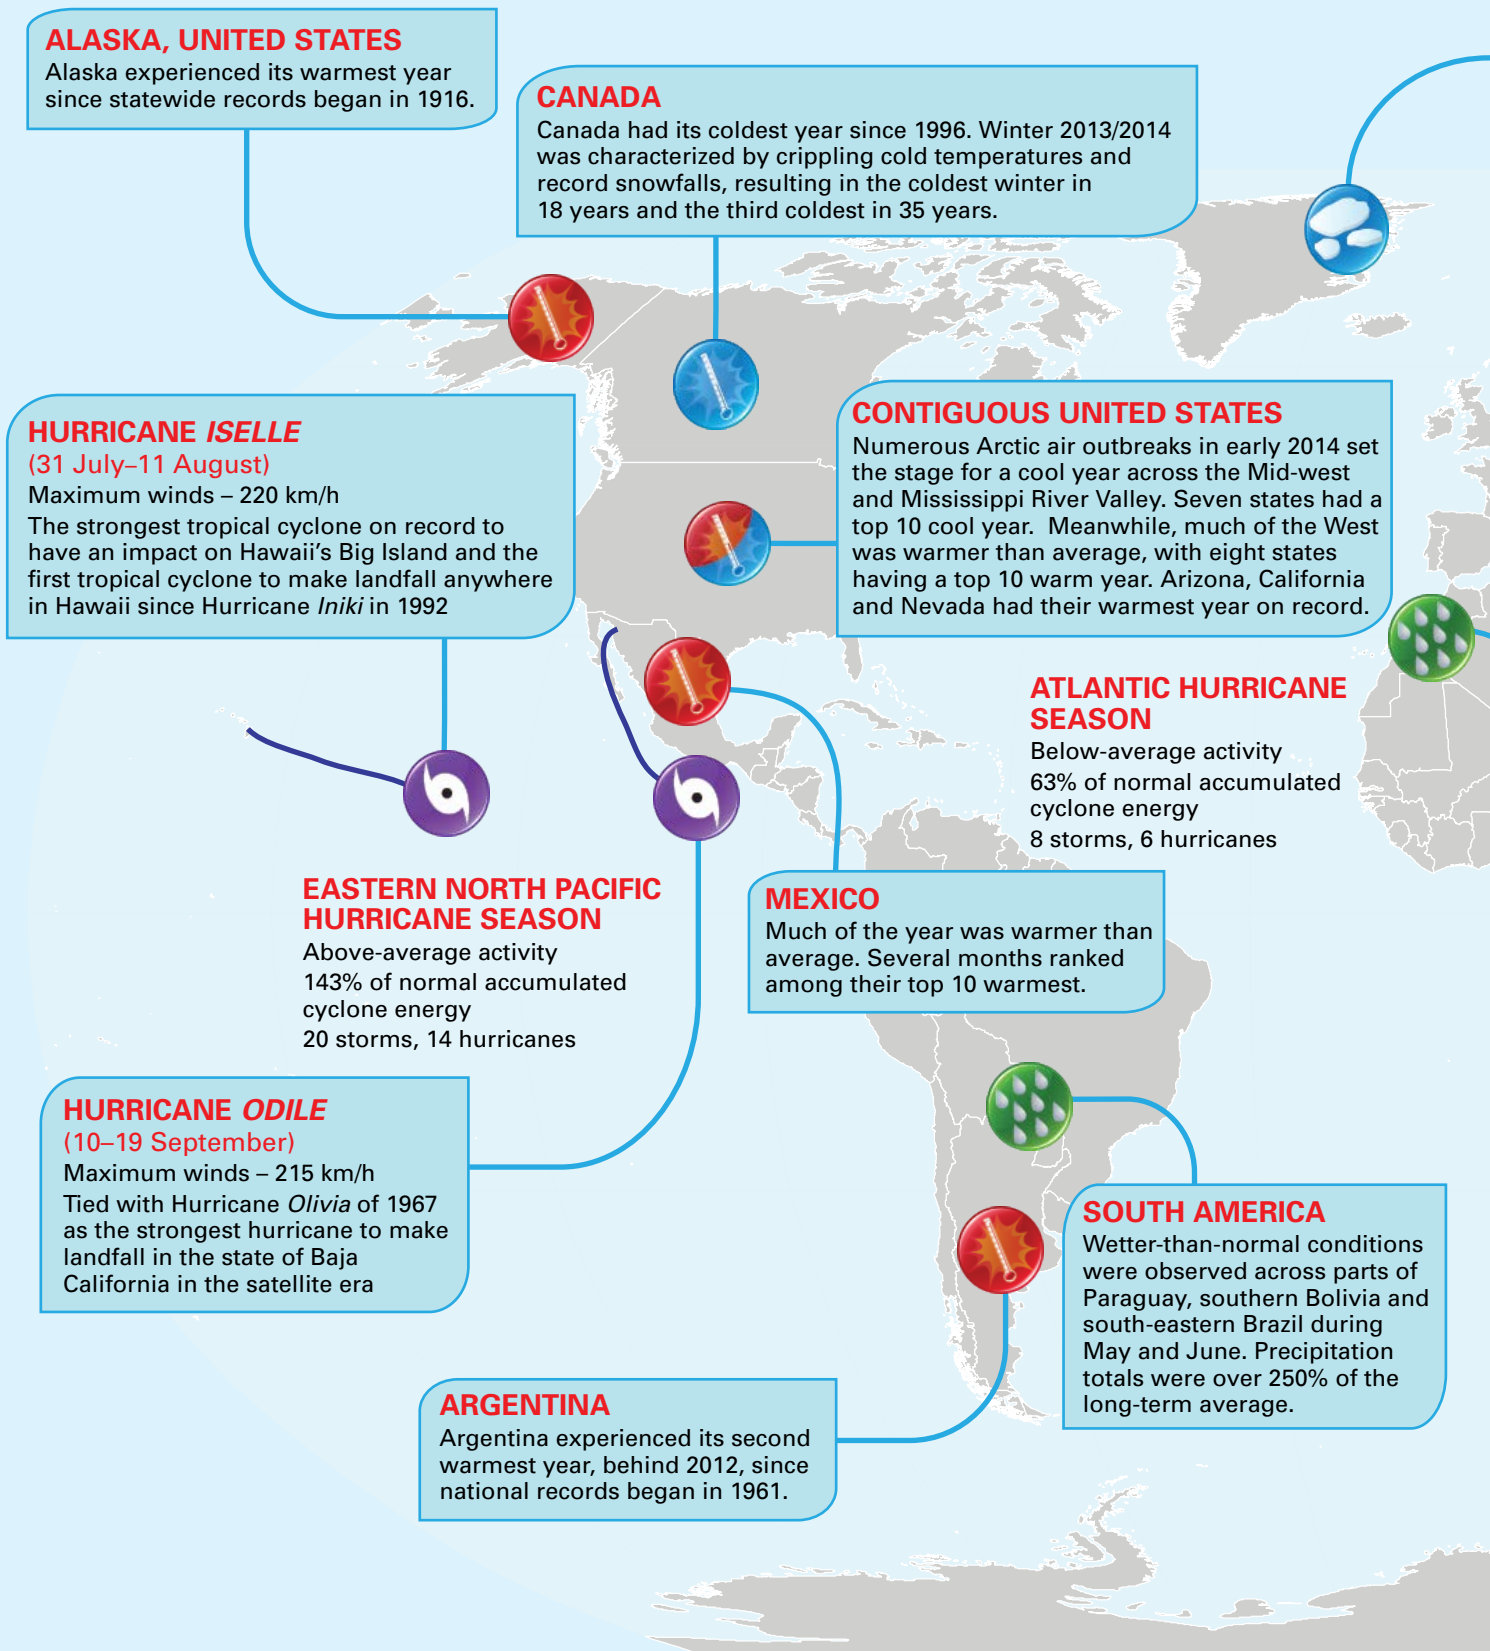 ALASKA, UNITED STATES
Alaska experienced its warmest year
since statewide records began in 1916.
CANADA
Canada had its coldest year since 1996. Winter 2013/2014
was characterized by crippling cold temperatures and
record snowfalls, resulting in the coldest winter in
18 years and the third coldest in 35 years.
HURRICANE ISELLE
(31 July–11 August)
Maximum winds – 220 km/h
The strongest tropical cyclone on record to
have an impact on Hawaii’s Big Island and the
first tropical cyclone to make landfall anywhere
in Hawaii since Hurricane Iniki in 1992
CONTIGUOUS UNITED STATES
Numerous Arctic air outbreaks in early 2014 set
the stage for a cool year across the Mid-west
and Mississippi River Valley. Seven states had a
top 10 cool year.  Meanwhile, much of the West
was warmer than average, with eight states
having a top 10 warm year. Arizona, California
and Nevada had their warmest year on record.
ATLANTIC HURRICANE
SEASON
Below-average activity
63% of normal accumulated
cyclone energy
8 storms, 6 hurricanes
EASTERN NORTH PACIFIC
HURRICANE SEASON
Above-average activity
143% of normal accumulated
cyclone energy
20 storms, 14 hurricanes
MEXICO
Much of the year was warmer than
average. Several months ranked
among their top 10 warmest.
HURRICANE ODILE
(10–19 September)
Maximum winds – 215 km/h
Tied with Hurricane Olivia of 1967
as the strongest hurricane to make
landfall in the state of Baja
California in the satellite era
SOUTH AMERICA
Wetter-than-normal conditions
were observed across parts of
Paraguay, southern Bolivia and
south-eastern Brazil during
May and June. Precipitation
totals were over 250% of the
long-term average.
ARGENTINA
Argentina experienced its second
warmest year, behind 2012, since
national records began in 1961.